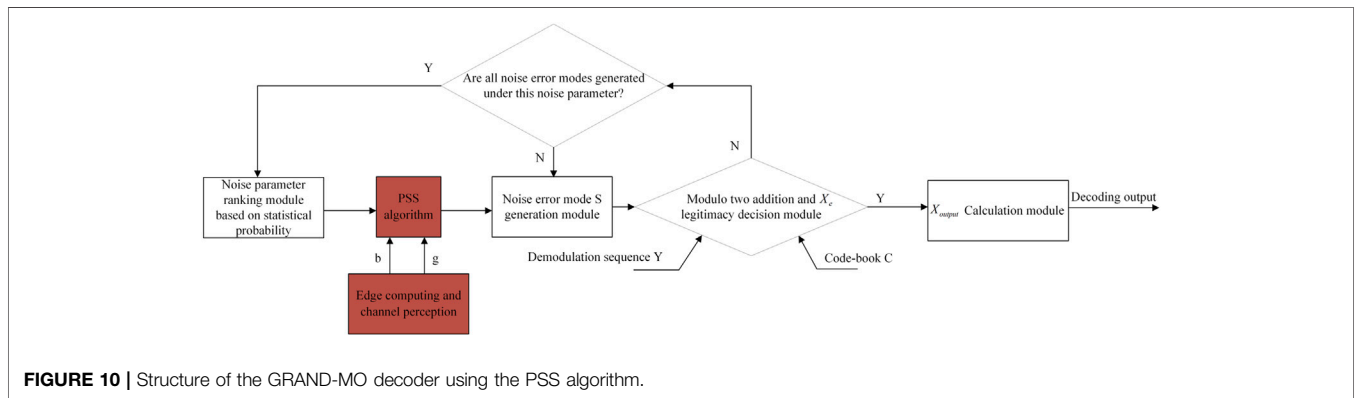 Y
Are all noise error modes generated
under this noise parameter?
N
N
Noise parameter
ranking module
based on statistical
probability
PSS
algorithm
Noise error mode S
generation module
Modulo two addition and Xe
legitimacy decision module
Y
Xoutput Calculation module
Decoding output
b
g
Demodulation sequence Y
Code-book C
Edge computing and
channel perception
FIGURE 10 | Structure of the GRAND-MO decoder using the PSS algorithm.